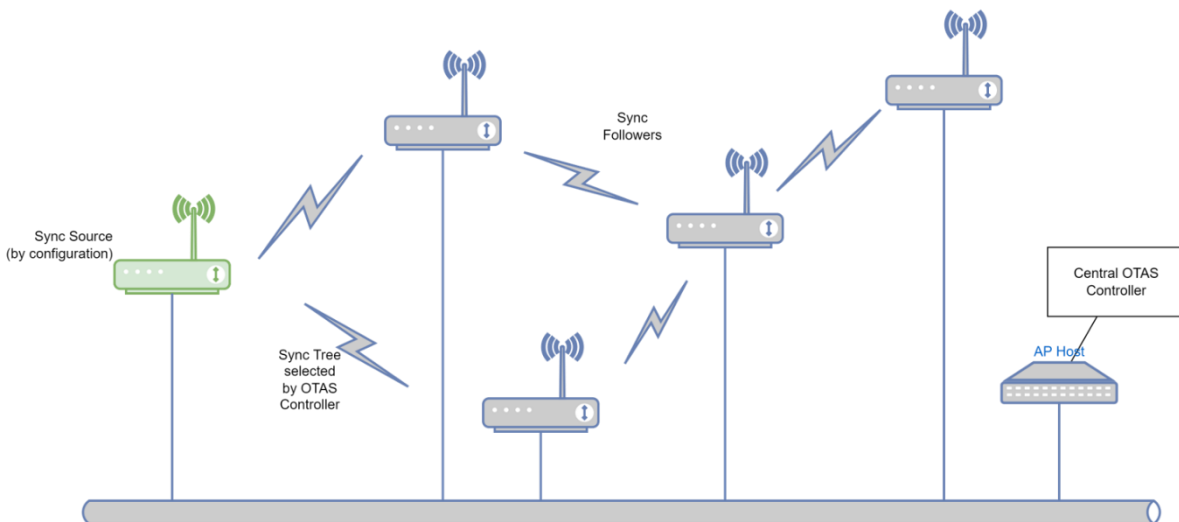 Sync
Followers
Sync Source
(by configuration)
Central OTAS
Controller
AP Host
Sync Tree
selected
by OTAS
Controller